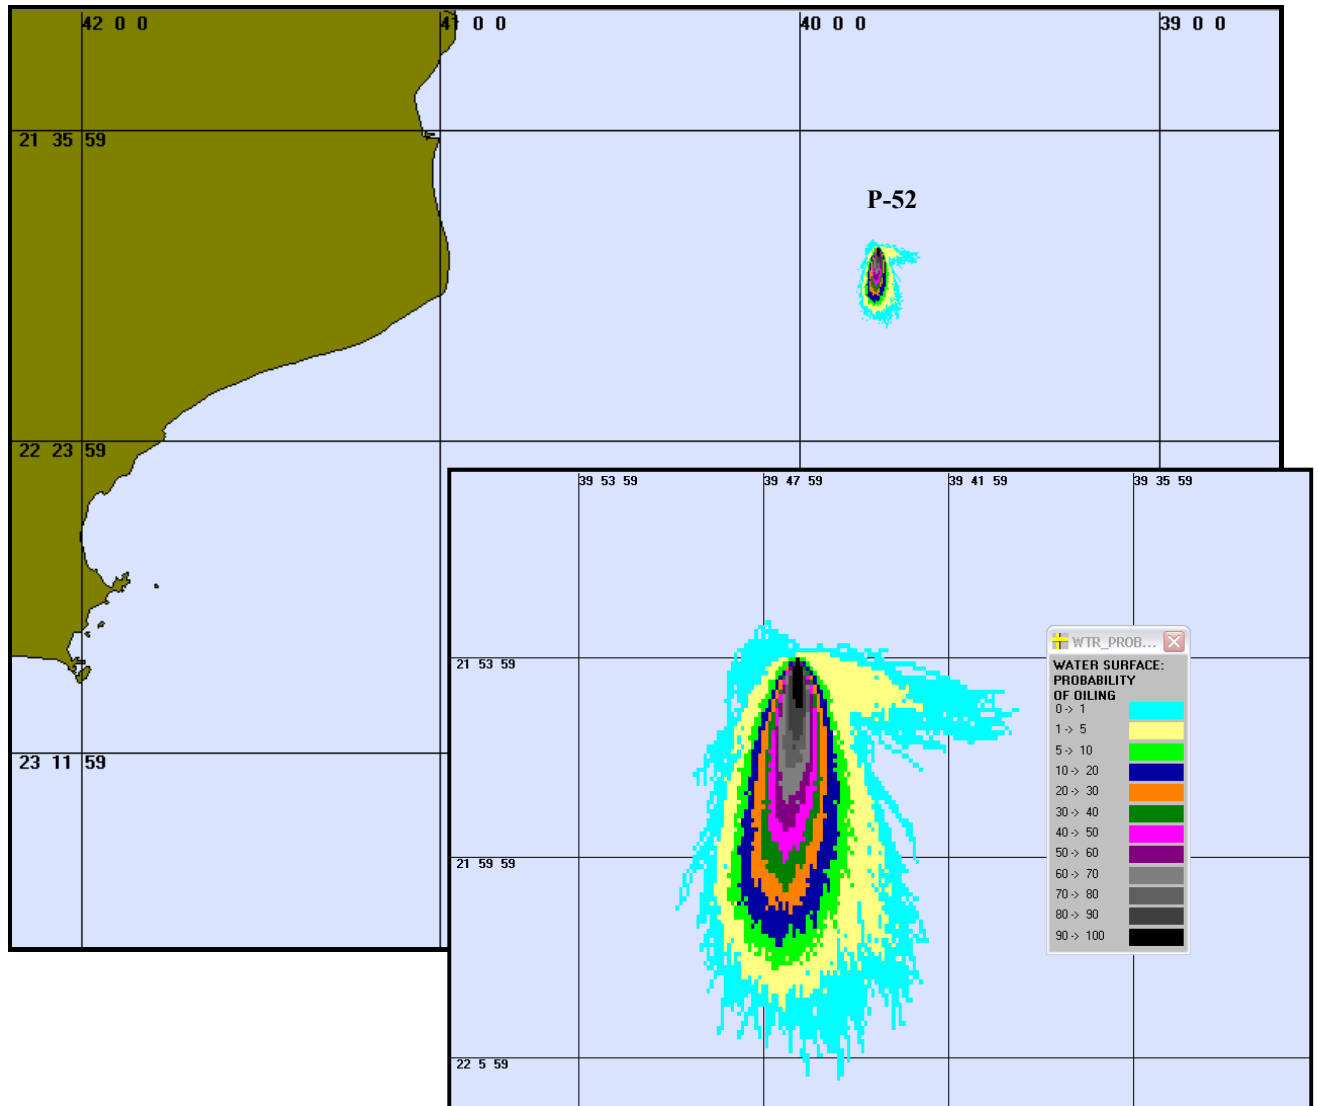 42 0 0
41 0 0
40 0 0
39 0 0
21 35 59
P-52
22 23 59
23 11 59
39 53 59
39 47 59
39 41 59
39 35 59
21 53 59
21 59 59
22 5 59
WTR_PROB...
WATER SURFACE:
PROBABILITY
OF OILING
0 -> 1
1 -> 5
5 -> 10
10 -> 20
20 -> 30
30 -> 40
40 -> 50
50 -> 60
60 -> 70
70 -> 80
80 -> 90
90 -> 100